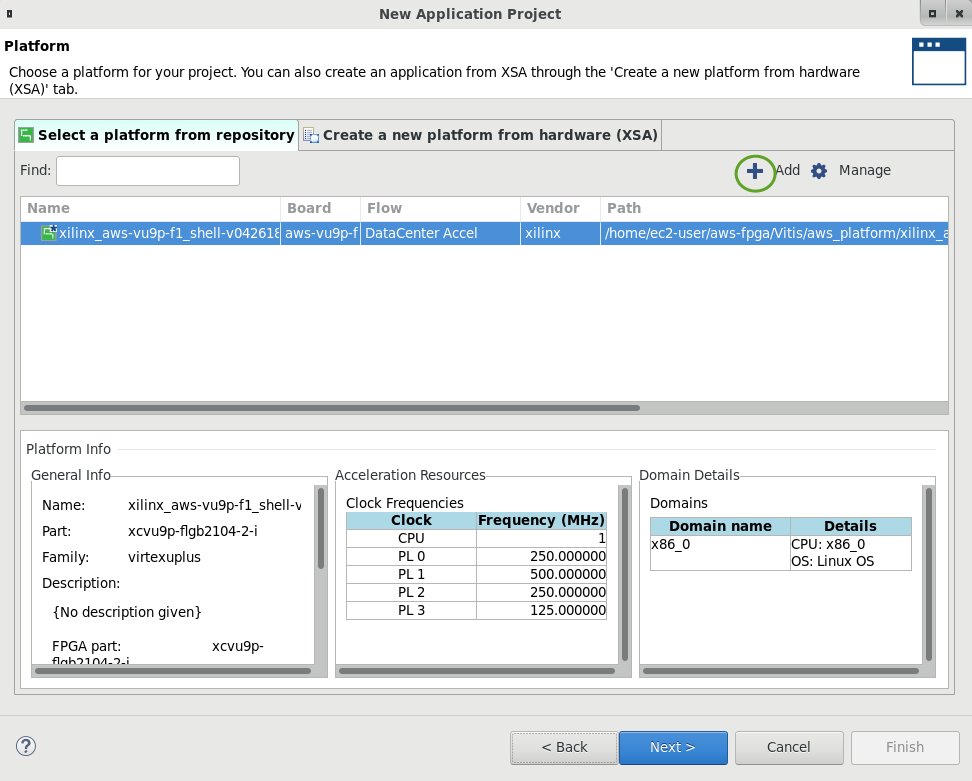 New Application Project
Platform
Choose a platform for your project. You can also create an application from XSA through the 'Create a new platform from hardware
(XSA)' tab.
Select a platform from repository
Create a new platform from hardware (XSA)
Find:
Add
Manage
Name Board Flow Vendor Path
xilinx_aws-vu9p-f1_shell-v042618 aws-vu9p-f DataCenter Accel xilinx /home/ec2-user/aws-fpga/Vitis/aws_platform/xilinx_a
Platform Info
General Info
Name: xilinx_aws-vu9p-f1_shell-v
Part: xcvu9p-flgb2104-2-i
Family: virtexuplus
Description:
{No description given}
FPGA part: xcvu9p-
flgb2104-2-i
Acceleration Resources
Clock Frequencies
Clock Frequency (MHz)
CPU 1
PL 0 250.000000
PL 1 500.000000
PL 2 250.000000
PL 3 125.000000
Domain Details
Domains
Domain name Details
x86_0 CPU: x86_0
OS: Linux OS
?
< Back
Next >
Cancel
Finish